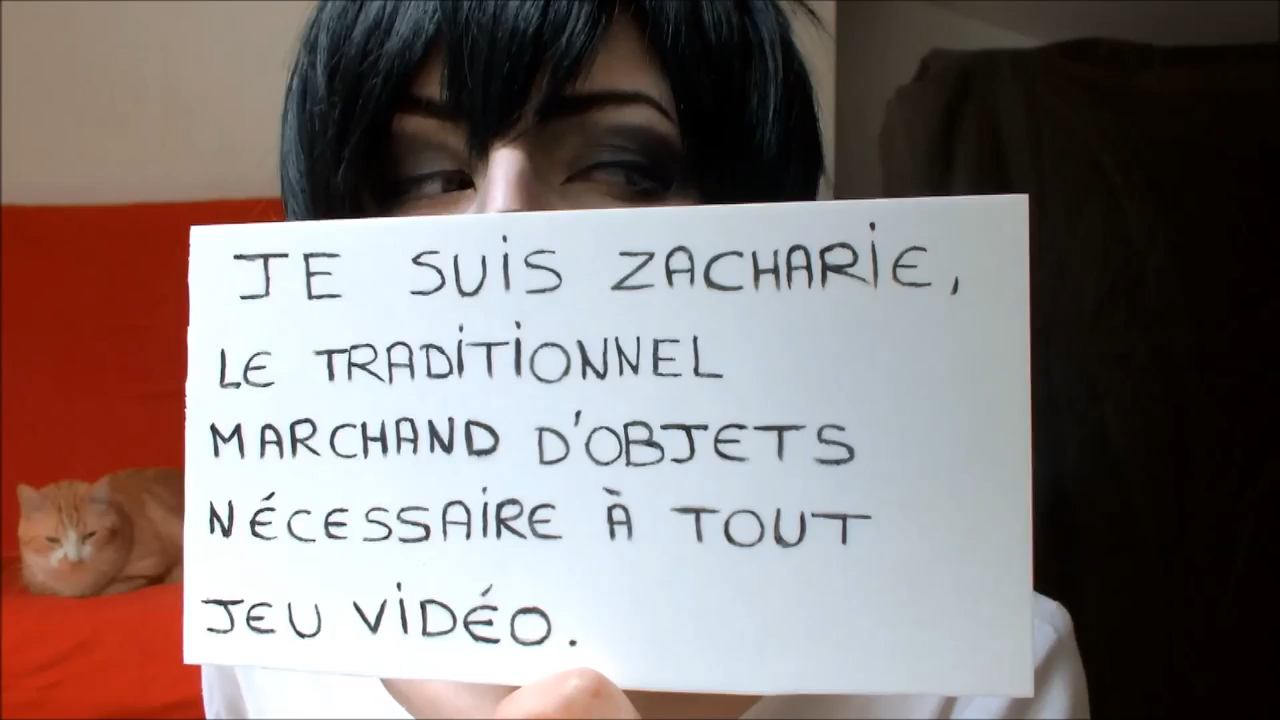 JE SUIS ZACHARIE,
LE TRADITIONNEL
MARCHAND D'OBJETS
NÉCESSAIRE À TOUT
JEU VIDÉO.